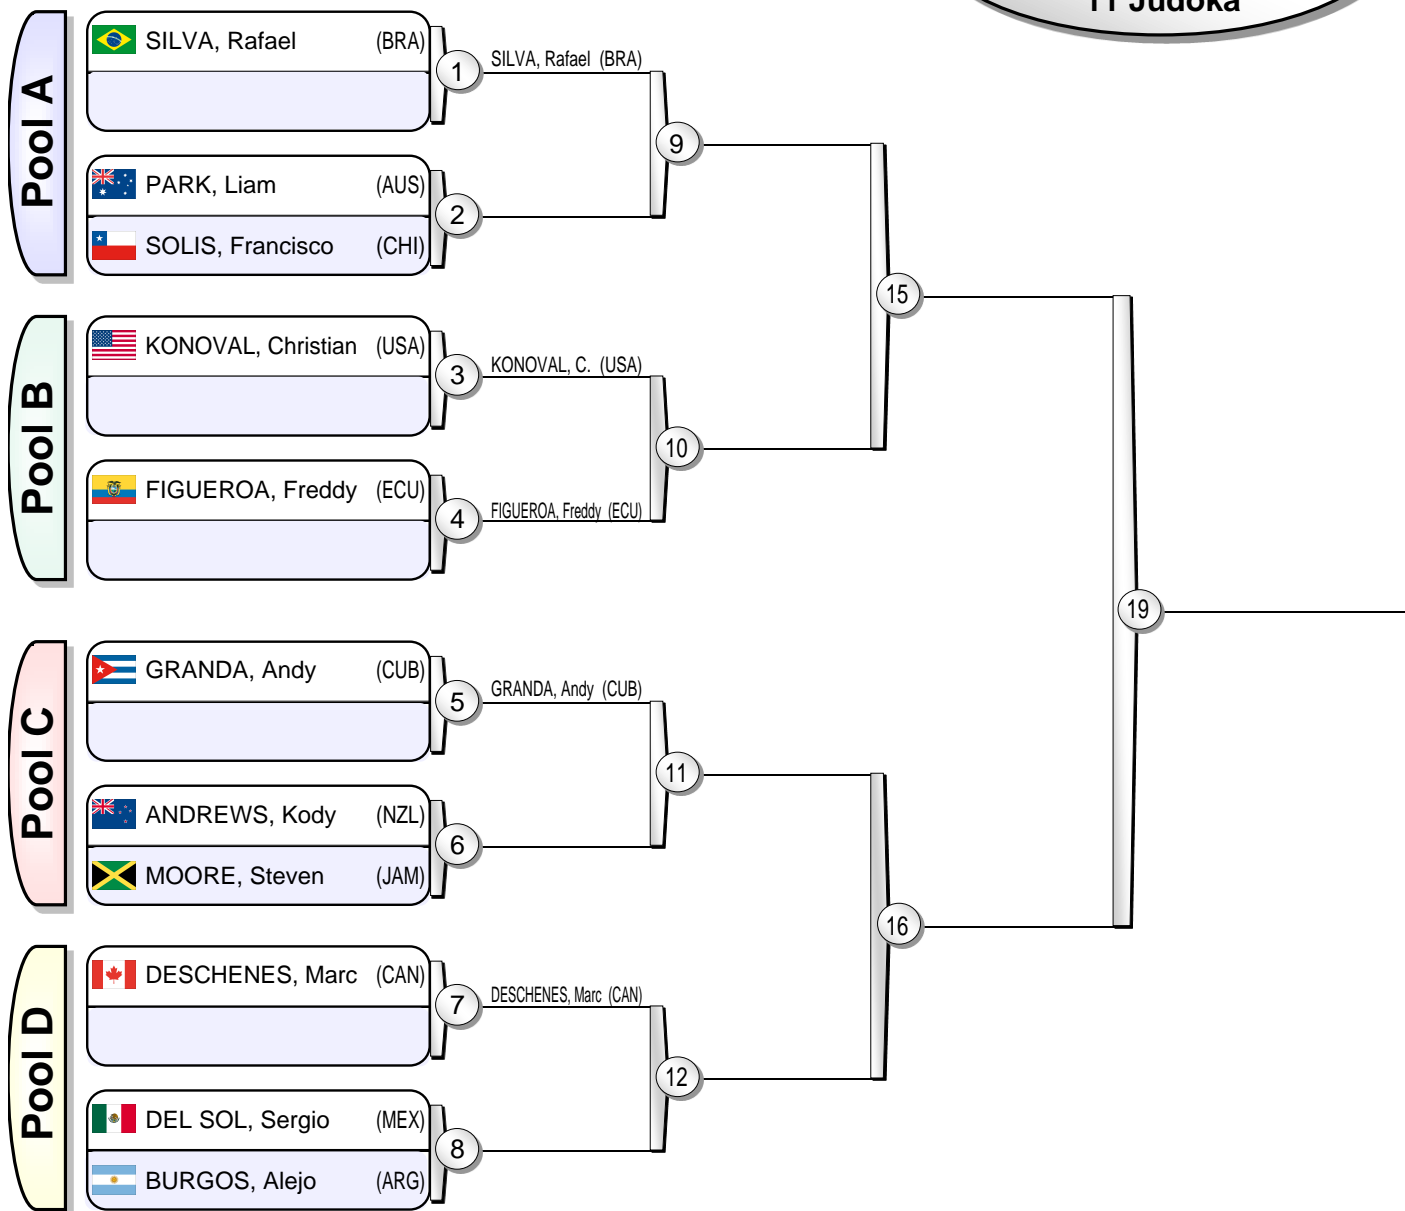 11 Judoka
Pool A
SILVA, Rafael (BRA)
1
SILVA, Rafael (BRA)
9
PARK, Liam (AUS)
2
SOLIS, Francisco (CHI)
15
Pool B
KONOVAL, Christian (USA)
3
KONOVAL, C. (USA)
10
FIGUEROA, Freddy (ECU)
4
FIGUEROA, Freddy (ECU)
19
Pool C
GRANDA, Andy (CUB)
5
GRANDA, Andy (CUB)
11
ANDREWS, Kody (NZL)
6
MOORE, Steven (JAM)
16
Pool D
DESCHENES, Marc (CAN)
7
DESCHENES, Marc (CAN)
12
DEL SOL, Sergio (MEX)
8
BURGOS, Alejo (ARG)